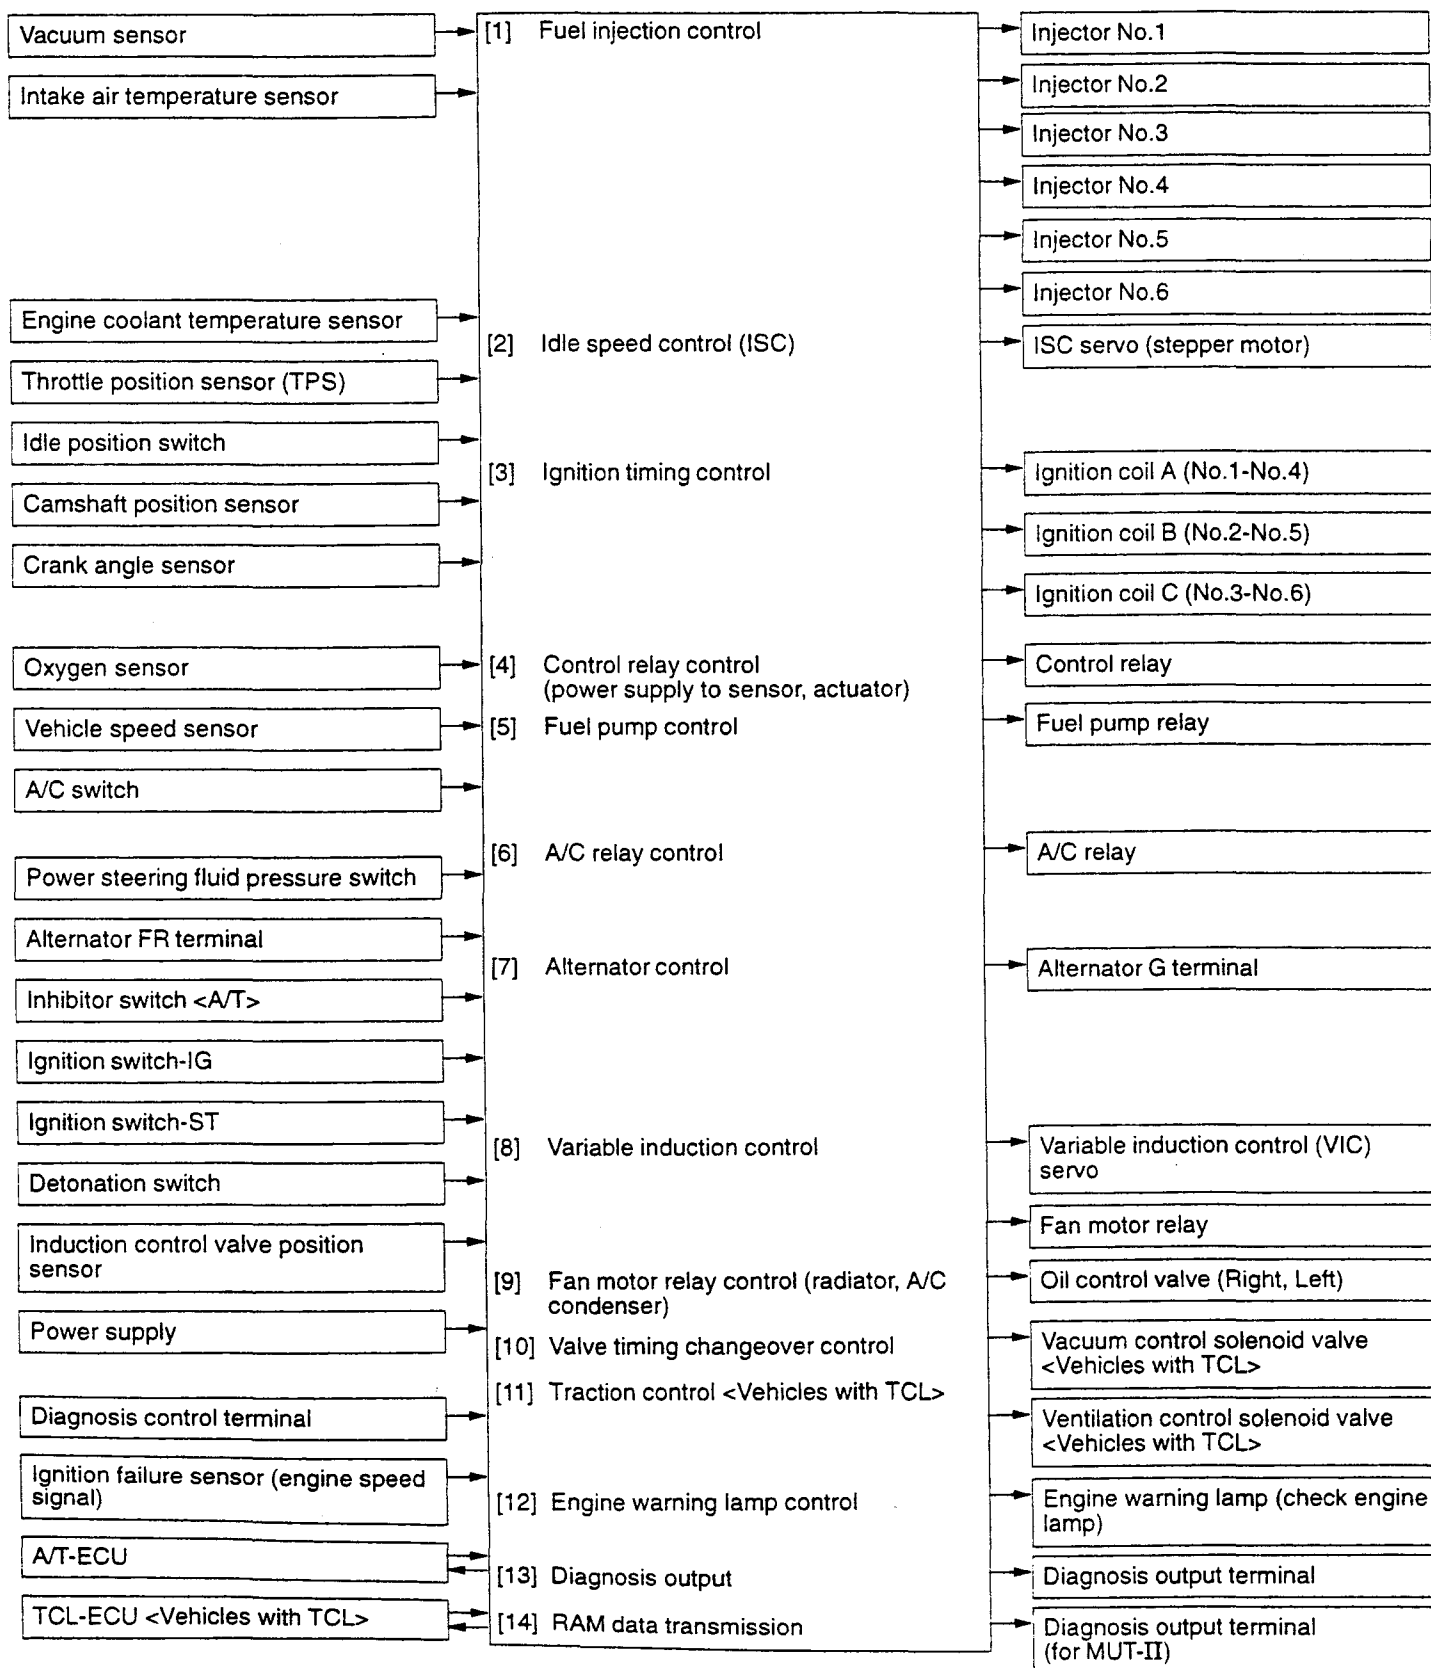 Vacuum sensor
Intake air temperature sensor
Engine coolant temperature sensor
Throttle position sensor (TPS)
Idle position switch
Camshaft position sensor
Crank angle sensor
Oxygen sensor
Vehicle speed sensor
A/C switch
Power steering fluid pressure switch
Alternator FR terminal
Inhibitor switch <A/T>
Ignition switch-IG
Ignition switch-ST
Detonation switch
Induction control valve position
sensor
Power supply
Diagnosis control terminal
Ignition failure sensor (engine speed
signal)
A/T-ECU
TCL-ECU <Vehicles with TCL>
[1] Fuel injection control
[2] Idle speed control (ISC)
[3] Ignition timing control
[4] Control relay control
(power supply to sensor, actuator)
[5] Fuel pump control
[6] A/C relay control
[7] Alternator control
[8] Variable induction control
[9] Fan motor relay control (radiator, A/C
condenser)
[10] Valve timing changeover control
[11] Traction control <Vehicles with TCL>
[12] Engine warning lamp control
[13] Diagnosis output
[14] RAM data transmission
Injector No.1
Injector No.2
Injector No.3
Injector No.4
Injector No.5
Injector No.6
ISC servo (stepper motor)
Ignition coil A (No.1-No.4)
Ignition coil B (No.2-No.5)
Ignition coil C (No.3-No.6)
Control relay
Fuel pump relay
A/C relay
Alternator G terminal
Variable induction control (VIC)
servo
Fan motor relay
Oil control valve (Right, Left)
Vacuum control solenoid valve
<Vehicles with TCL>
Ventilation control solenoid valve
<Vehicles with TCL>
Engine warning lamp (check engine
lamp)
Diagnosis output terminal
Diagnosis output terminal
(for MUT-II)